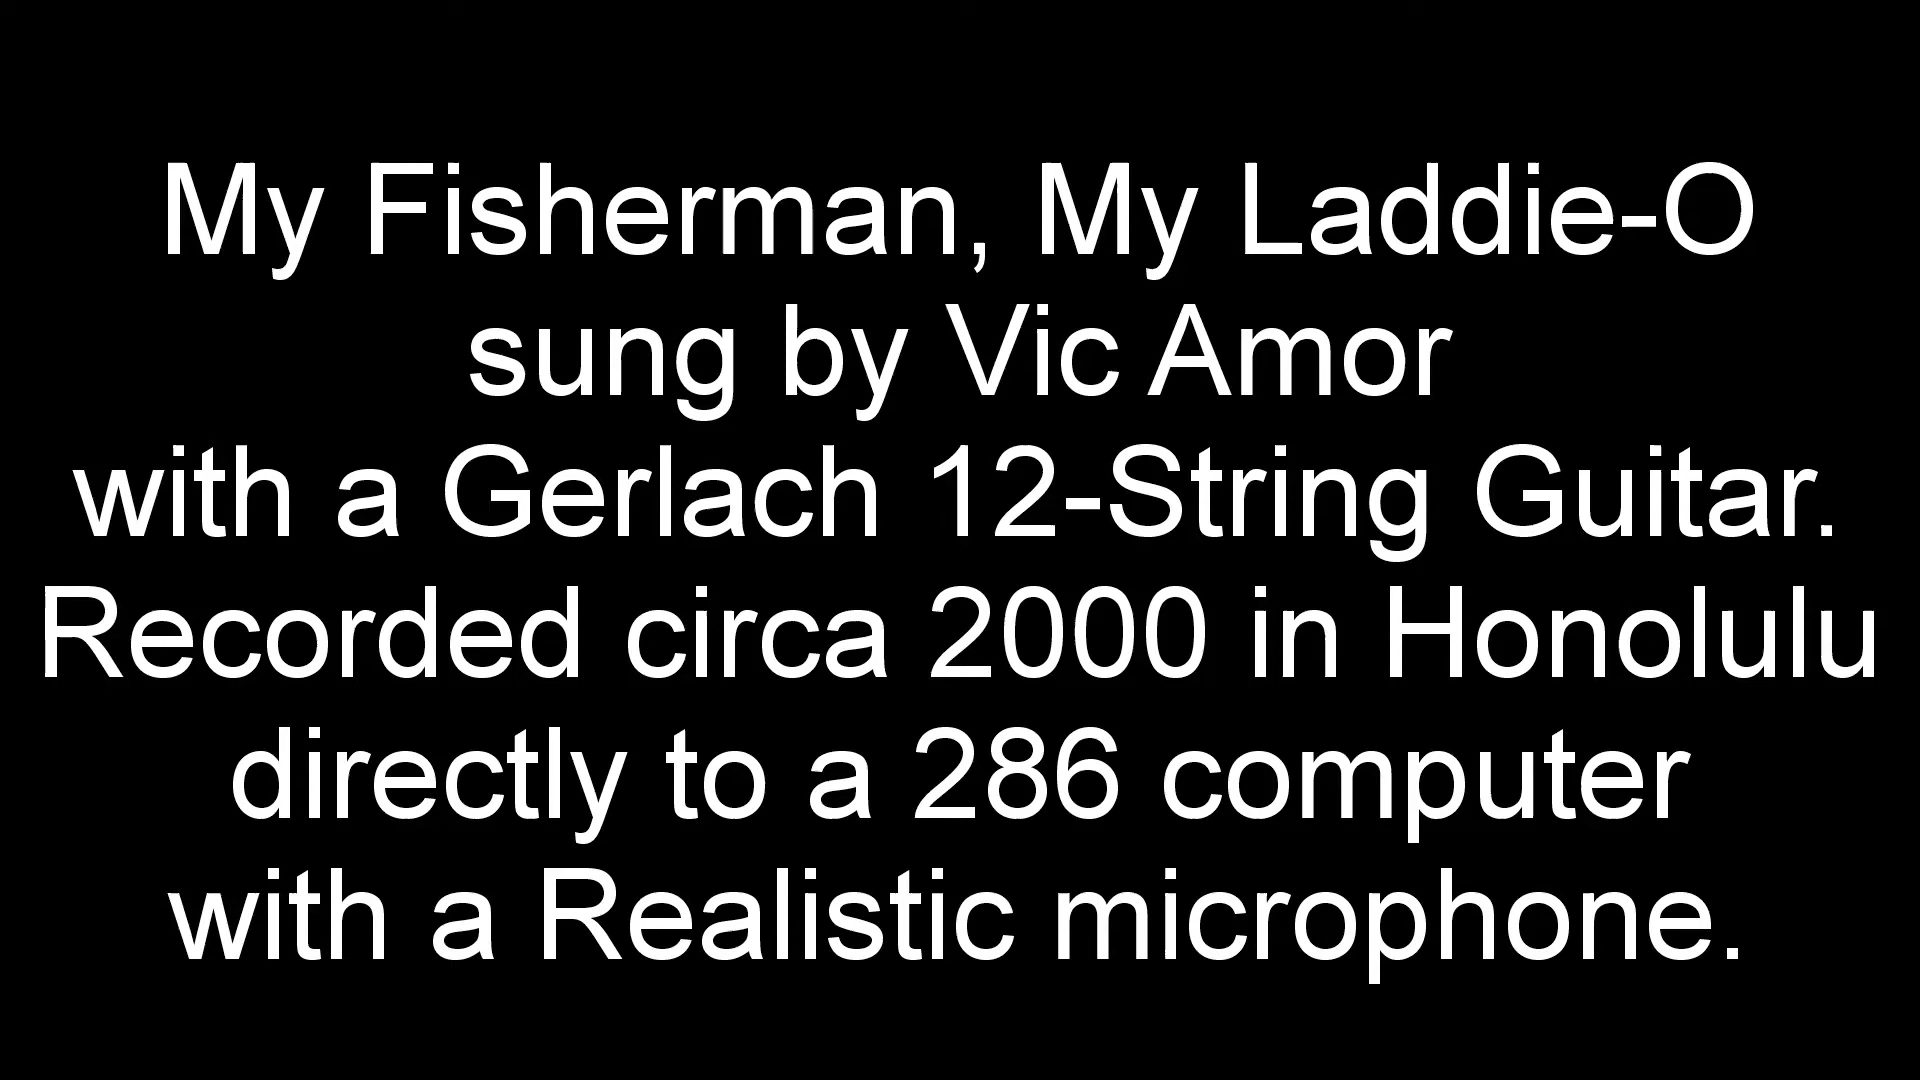 My Fisherman, My Laddie-O
sung by Vic Amor
with a Gerlach 12-String Guitar.
Recorded circa 2000 in Honolulu
directly to a 286 computer
with a Realistic microphone.